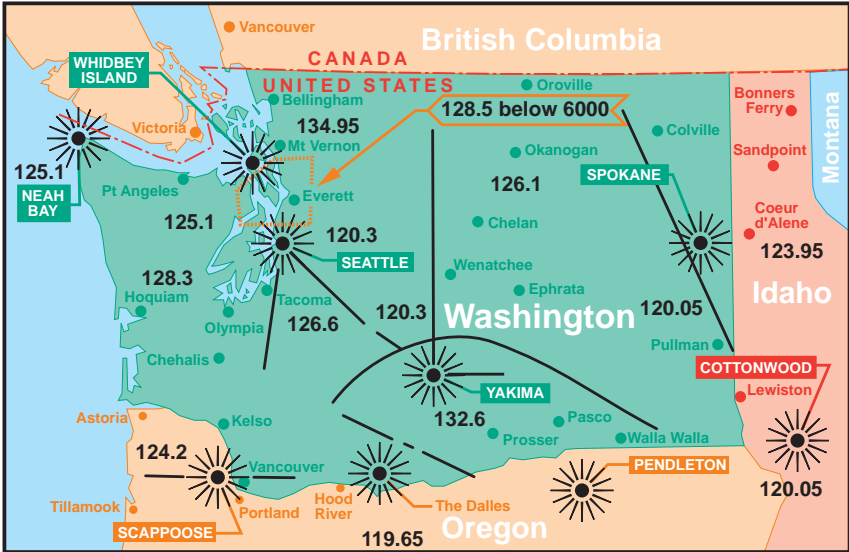 Vancouver
British Columbia
CANADA
UNITED STATES
WHIDBEY
ISLAND
Bellingham
Oroville
Bonners
Ferry
Montana
128.5 below 6000
Victoria
134.95
Mt Vernon
Colville
Okanogan
Sandpoint
125.1
NEAH
BAY
Pt Angeles
126.1
SPOKANE
Everett
125.1
Chelan
Coeur
d'Alene
120.3
SEATTLE
123.95
128.3
Hoquiam
Wenatchee
Ephrata
Idaho
Tacoma
120.3
Washington
120.05
Olympia
126.6
Chehalis
Pullman
COTTONWOOD
YAKIMA
Lewiston
Astoria
Kelso
132.6
Pasco
Prosser
Walla Walla
124.2
Vancouver
PENDLETON
Tillamook
Portland
Hood
River
The Dalles
120.05
SCAPPOOSE
119.65
Oregon